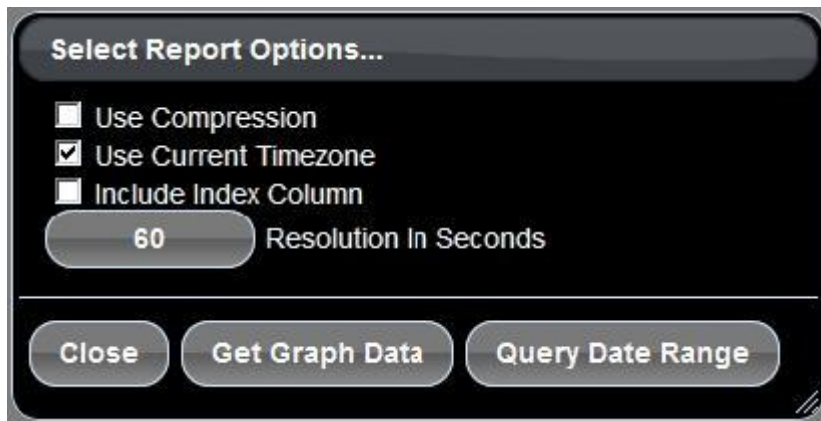 Select Report Options...
Use Compression
Use Current Timezone
Include Index Column
60 Resolution In Seconds
Close Get Graph Data Query Date Range